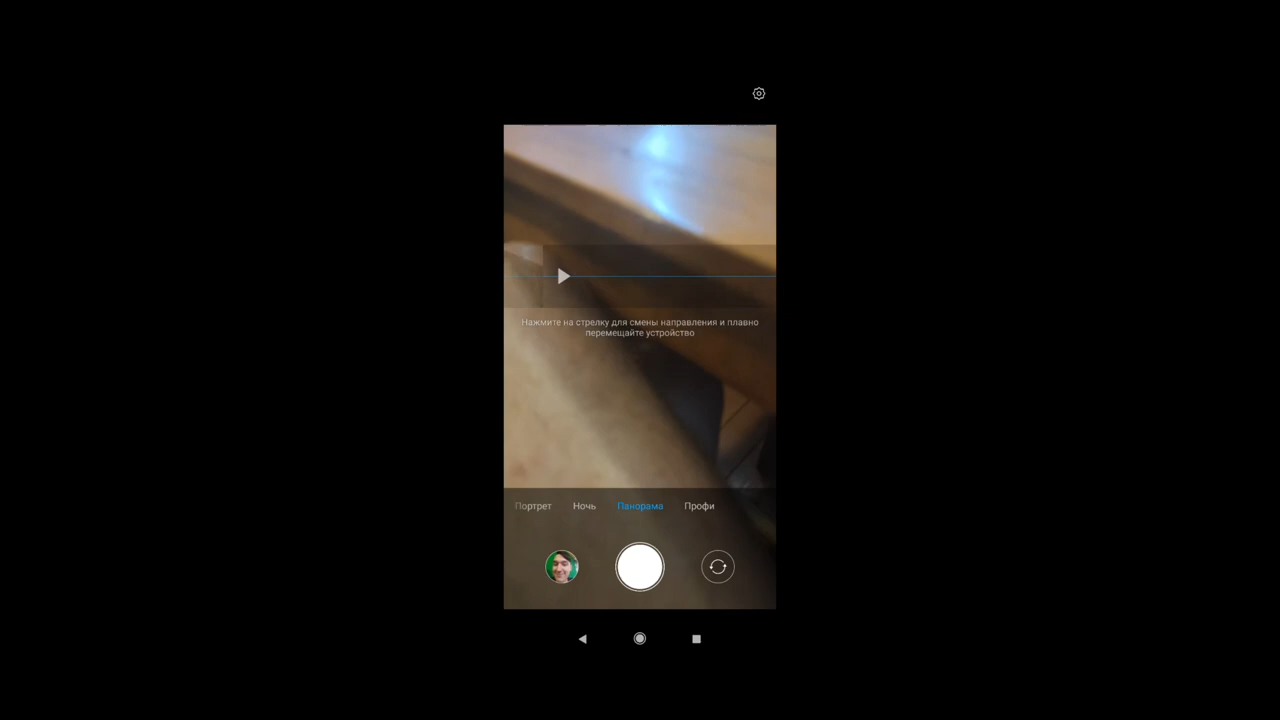 Нажмите на стрелку для смены направления и плавно
перемещайте устройство
Портрет Ночь Панорама Профи